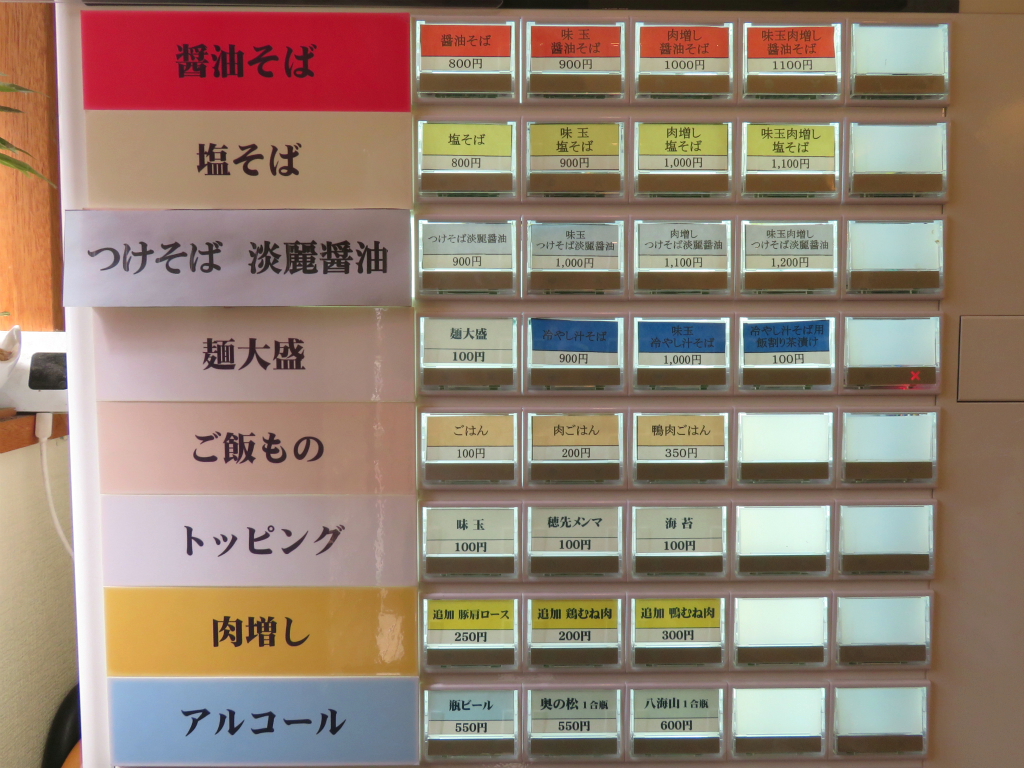 醤油そば
醤油そば
800円
味玉
醤油そば
900円
肉増し
醤油そば
1000円
味玉肉増し
醤油そば
1100円
塩そば
塩そば
800円
味玉
塩そば
900円
肉増し
塩そば
1,000円
味玉肉増し
塩そば
1,100円
つけそば 淡麗醤油
つけそば淡麗醤油
900円
味玉
つけそば淡麗醤油
1,000円
肉増し
つけそば淡麗醤油
1,100円
味玉肉増し
つけそば淡麗醤油
1,200円
麺大盛
麺大盛
100円
冷やし汁そば
900円
味玉
冷やし汁そば
1,000円
冷やし汁そば用
飯割り茶漬け
100円
×
ご飯もの
ごはん
100円
肉ごはん
200円
鴨肉ごはん
350円
トッピング
味玉
100円
穂先メンマ
100円
海苔
100円
肉増し
追加 豚肩ロース
250円
追加 鶏むね肉
200円
追加 鴨むね肉
300円
アルコール
瓶ビール
550円
奥の松 1合瓶
550円
八海山 1合瓶
600円